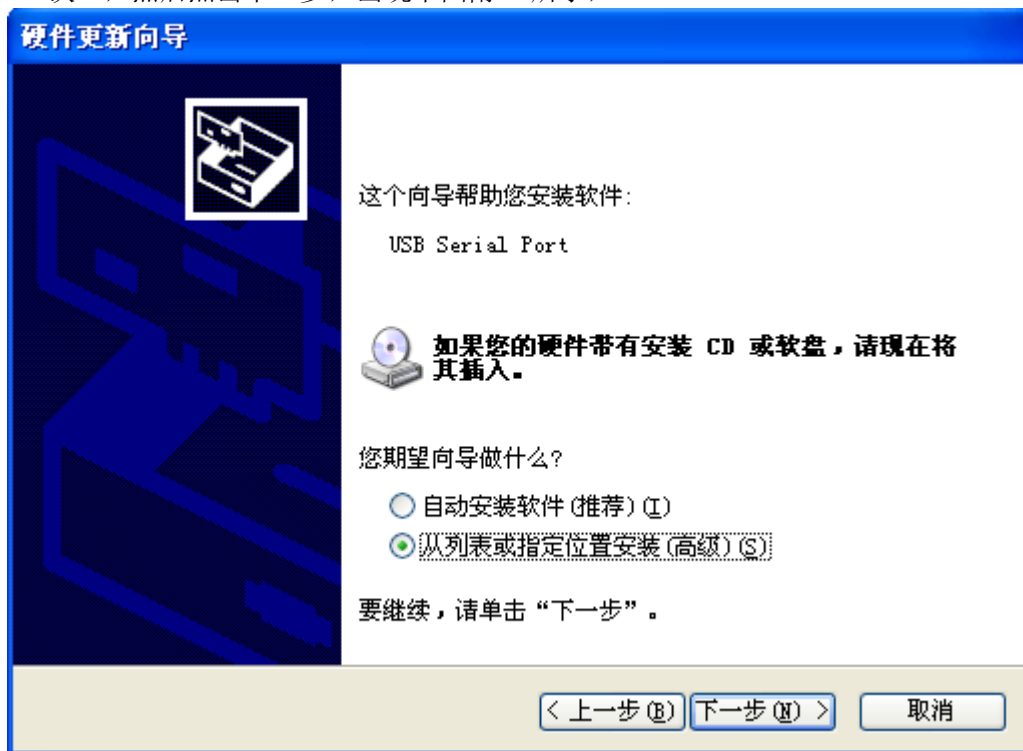 硬件更新向导
这个向导帮助您安装软件:
USB Serial Port
如果您的硬件带有安装 CD 或软盘，请现在将
其插入。
您期望向导做什么?
自动安装软件(推荐)(I)
从列表或指定位置安装(高级)(S)
要继续，请单击“下一步”。
< 上一步(B) 下一步(N) > 取消